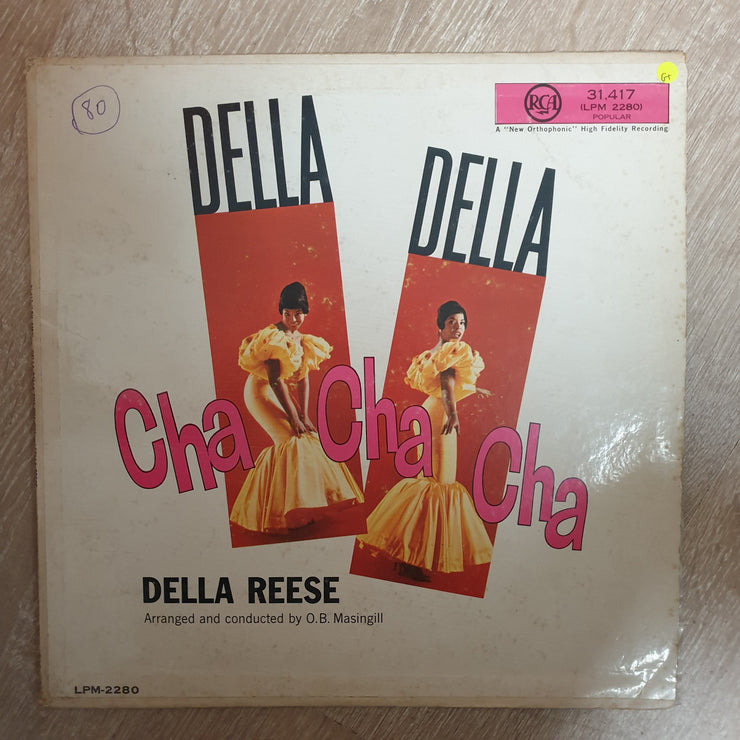 80
G+
RCA
31,417
(LPM 2280)
POPULAR
A "New Orthophonic" High Fidelity Recording
DELLA
DELLA
Cha Cha Cha
DELLA REESE
Arranged and conducted by O.B. Masingill
LPM-2280